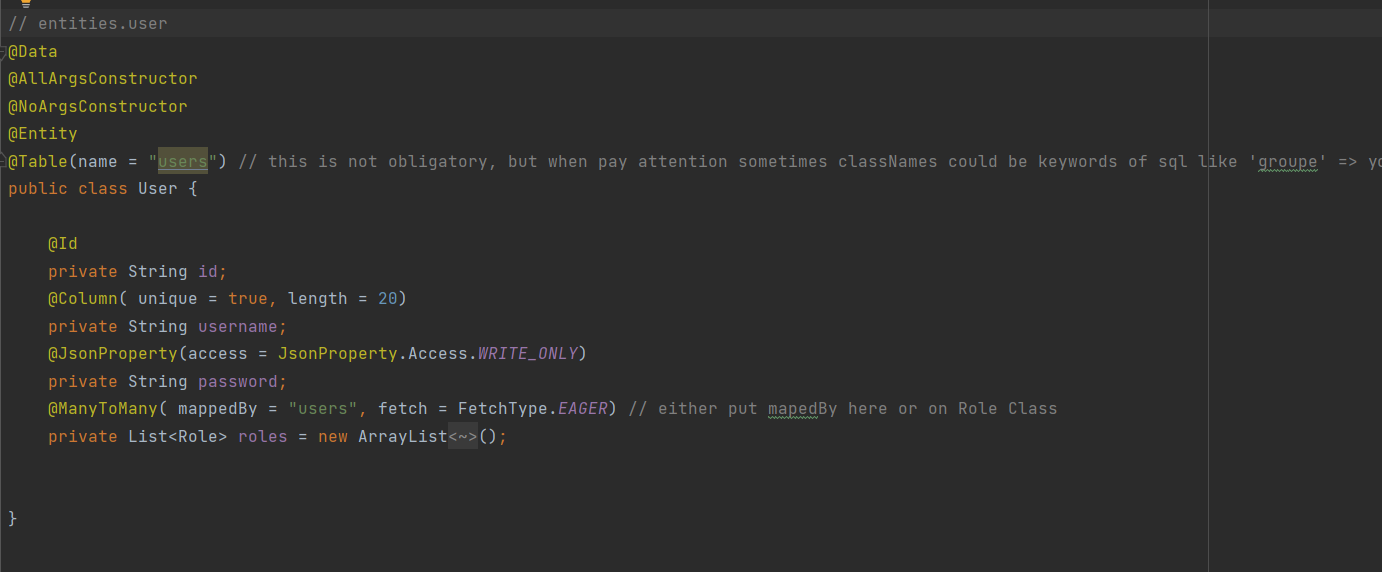 // entities.user
@Data
@AllArgsConstructor
@NoArgsConstructor
@Entity
@Table(name = "users") // this is not obligatory, but when pay attention sometimes classNames could be keywords of sql like 'groupe' => yo
public class User {
@Id
private String id;
@Column( unique = true, length = 20)
private String username;
@JsonProperty(access = JsonProperty.Access.WRITE_ONLY)
private String password;
@ManyToMany( mappedBy = "users", fetch = FetchType.EAGER) // either put mapedBy here or on Role Class
private List<Role> roles = new ArrayList<~>();
}